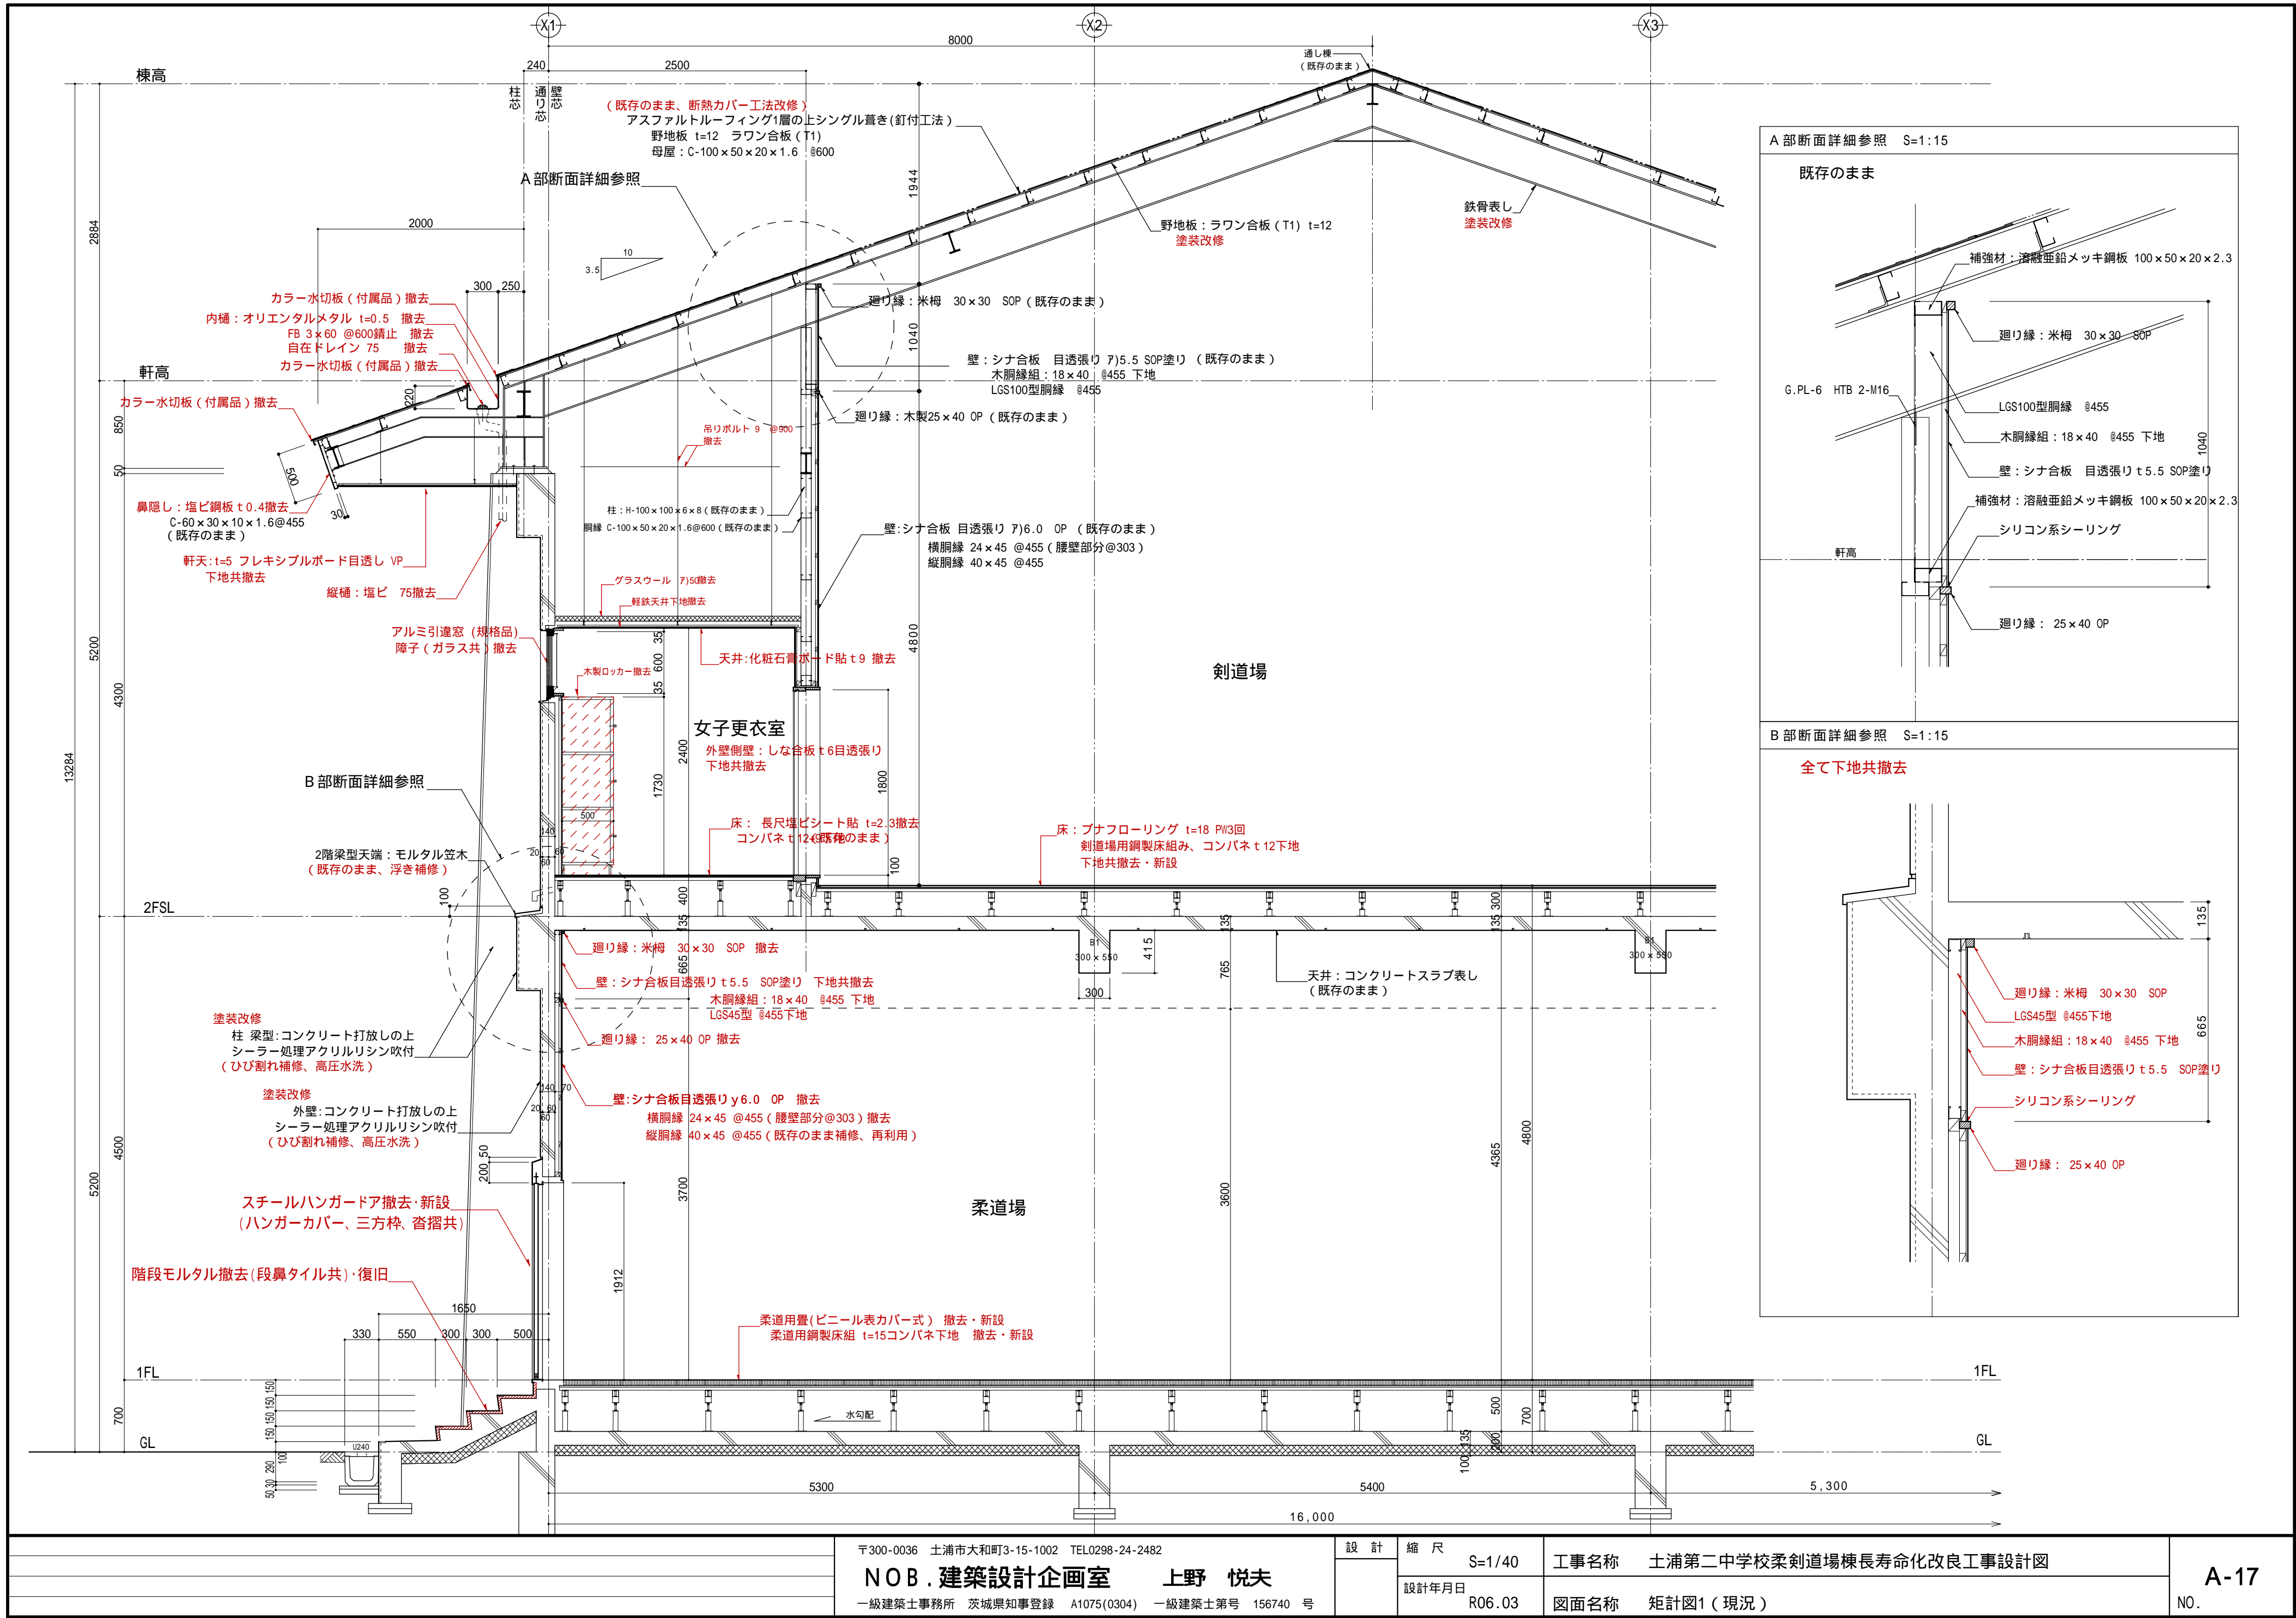 X1
X2
X3
8000
240
2500
通し棟
(既存のまま)
棟高
柱芯
通り芯
壁芯
(既存のまま、断熱カバー工法改修)
アスファルトルーフィング1層の上シングル葺き(釘付工法)
野地板 t=12 ラワン合板(T1)
母屋:C-100×50×20×1.6 @600
A部断面詳細参照
2000
1944
2884
10
3.5
野地板:ラワン合板(T1) t=12
塗装改修
鉄骨表し
塗装改修
300
250
カラー水切板(付属品)撤去
内樋:オリエンタルメタル t=0.5 撤去
FB 3×60 @600錆止 撤去
自在ドレイン 75 撤去
カラー水切板(付属品)撤去
軒高
カラー水切板(付属品)撤去
220
850
50
500
30
廻り縁:米栂 30×30 SOP(既存のまま)
1040
壁:シナ合板 目透張り ｱ)5.5 SOP塗り (既存のまま)
木胴縁組:18×40 @455 下地
LGS100型胴縁 @455
廻り縁:木製25×40 OP(既存のまま)
吊りボルト 9 @900
撤去
鼻隠し:塩ビ鋼板t0.4撤去
C-60×30×10×1.6@455
(既存のまま)
柱:H-100×100×6×8(既存のまま)
胴縁 C-100×50×20×1.6@600(既存のまま)
壁:シナ合板 目透張り ｱ)6.0 OP (既存のまま)
横胴縁 24×45 @455(腰壁部分@303)
縦胴縁 40×45 @455
軒天:t=5 フレキシブルボード目透し VP
下地共撤去
縦樋:塩ビ 75撤去
グラスウール ｱ)50撤去
軽鉄天井下地撤去
アルミ引違窓(規格品)
障子(ガラス共)撤去
35
600
35
天井:化粧石膏ボード貼t9 撤去
木製ロッカー撤去
4800
5200
4300
13284
剣道場
女子更衣室
外壁側壁:しな合板t6目透張り
下地共撤去
2400
1730
1800
500
B部断面詳細参照
床: 長尺塩ビシート貼 t=2.3撤去
コンパネt12+9下地(既存のまま)
140
20
60
60
100
床:ブナフローリング t=18 PW3回
剣道場用鋼製床組み、コンパネt12下地
下地共撤去・新設
2階梁型天端:モルタル笠木
(既存のまま、浮き補修)
100
400
2FSL
135
135
135
300
廻り縁:米栂 30×30 SOP 撤去
665
B1
300×550
415
300
765
B1
300×550
天井:コンクリートスラブ表し
(既存のまま)
壁:シナ合板目透張りt5.5 SOP塗り 下地共撤去
木胴縁組:18×40 @455 下地
LGS45型 @455下地
廻り縁: 25×40 OP 撤去
塗装改修
柱 梁型:コンクリート打放しの上
シーラー処理アクリルリシン吹付
(ひび割れ補修、高圧水洗)
塗装改修
外壁:コンクリート打放しの上
シーラー処理アクリルリシン吹付
(ひび割れ補修、高圧水洗)
140
70
20
60
60
壁:シナ合板目透張りy6.0 OP 撤去
横胴縁 24×45 @455(腰壁部分@303)撤去
縦胴縁 40×45 @455(既存のまま補修、再利用)
5200
4500
50
200
3700
3600
4365
4800
スチールハンガードア撤去・新設
(ハンガーカバー、三方枠、沓摺共)
柔道場
1912
階段モルタル撤去(段鼻タイル共)・復旧
1650
330
550
300
300
500
柔道用畳(ビニール表カバー式) 撤去・新設
柔道用鋼製床組 t=15コンパネ下地 撤去・新設
1FL
1FL
150
150
150
150
150
700
水勾配
500
700
GL
GL
U240
100
290
30
50
135
100
200
5300
5400
5,300
16,000
A部断面詳細参照 S=1:15
既存のまま
補強材:溶融亜鉛メッキ鋼板 100×50×20×2.3
廻り縁:米栂 30×30 SOP
G.PL-6 HTB 2-M16
LGS100型胴縁 @455
木胴縁組:18×40 @455 下地
1040
壁:シナ合板 目透張りt5.5 SOP塗り
補強材:溶融亜鉛メッキ鋼板 100×50×20×2.3
シリコン系シーリング
軒高
廻り縁: 25×40 OP
B部断面詳細参照 S=1:15
全て下地共撤去
135
廻り縁:米栂 30×30 SOP
LGS45型 @455下地
665
木胴縁組:18×40 @455 下地
壁:シナ合板目透張りt5.5 SOP塗り
シリコン系シーリング
廻り縁: 25×40 OP
〒300-0036 土浦市大和町3-15-1002 TEL0298-24-2482
NOB.建築設計企画室 上野 悦夫
一級建築士事務所 茨城県知事登録 A1075(0304) 一級建築士第号 156740 号
設 計
縮 尺
S=1/40
設計年月日
R06.03
工事名称 土浦第二中学校柔剣道場棟長寿命化改良工事設計図
図面名称 矩計図1(現況)
A-17
NO.